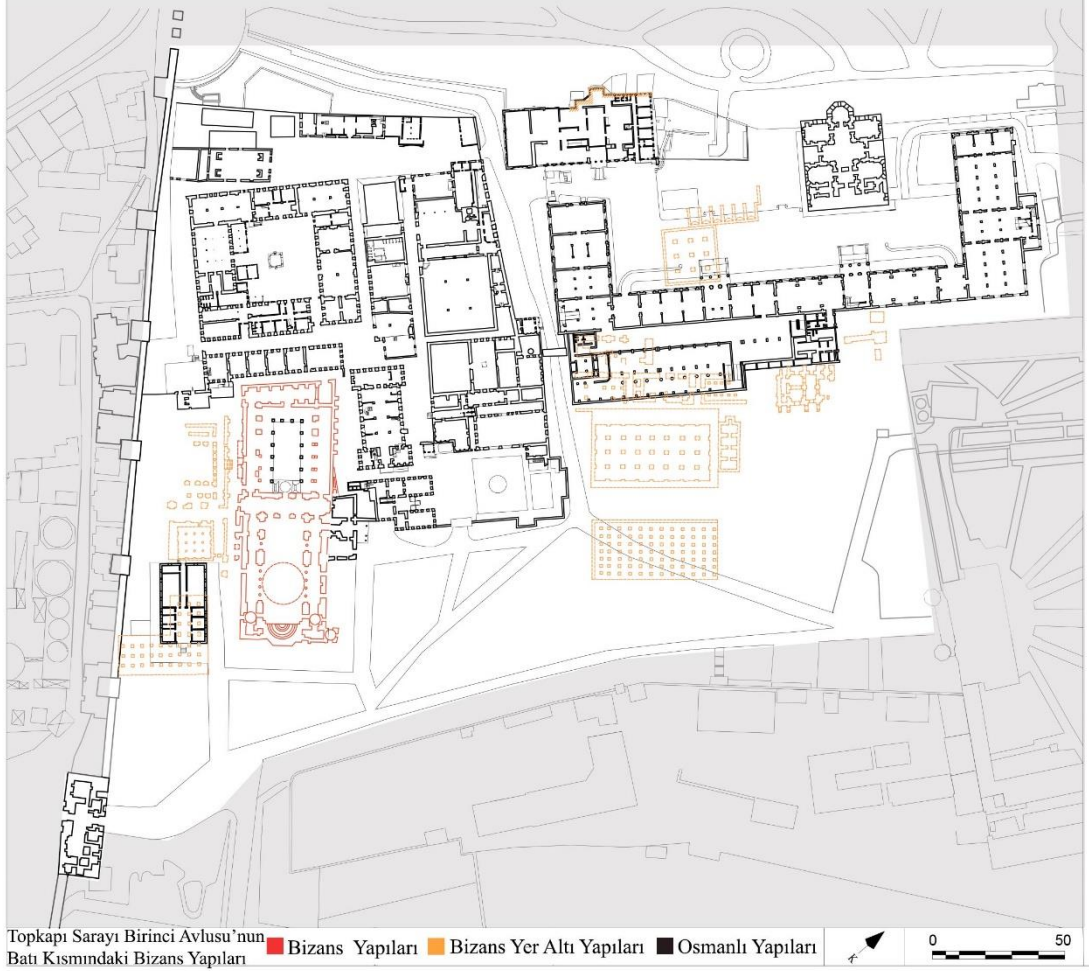 Topkapı Sarayı Birinci Avlusu'nun
Batı Kısmındaki Bizans Yapıları
Bizans Yapıları
Bizans Yer Altı Yapıları
Osmanlı Yapıları
K
0 50